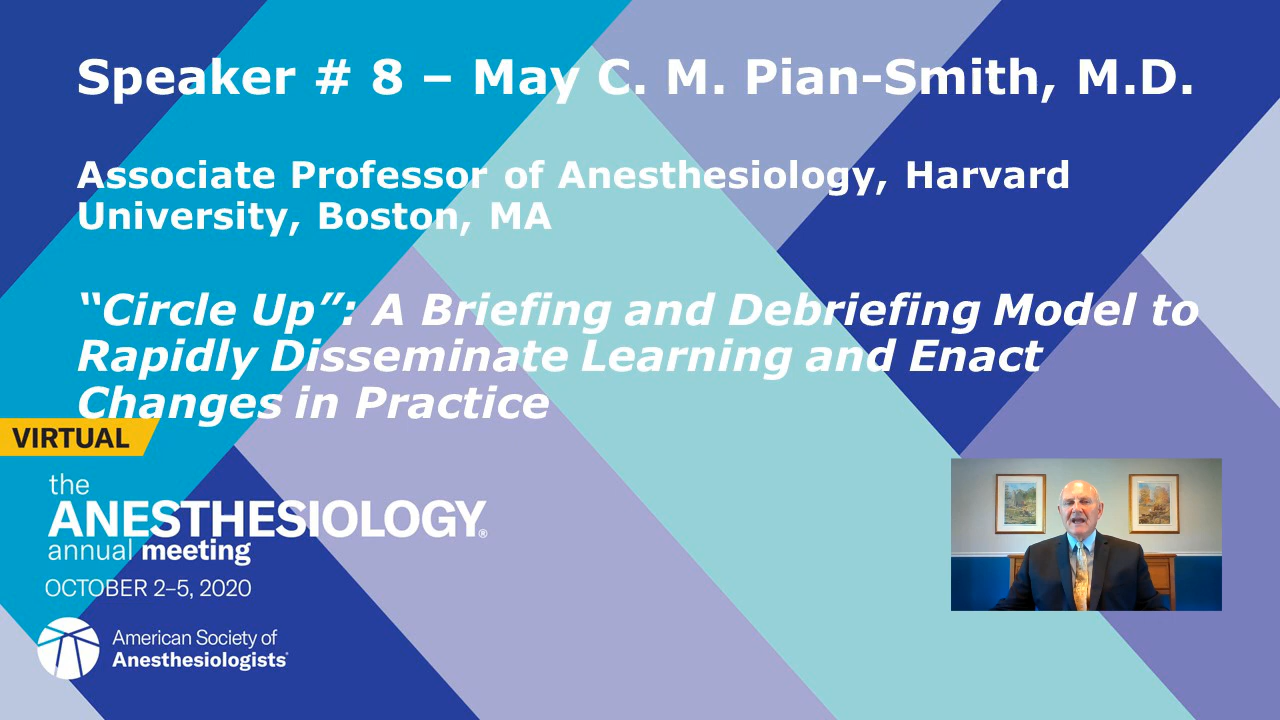 Speaker # 8 – May C. M. Pian-Smith, M.D.
Associate Professor of Anesthesiology, Harvard
University, Boston, MA
“Circle Up”: A Briefing and Debriefing Model to
Rapidly Disseminate Learning and Enact
Changes in Practice
VIRTUAL
the
ANESTHESIOLOGY®
annual meeting
OCTOBER 2–5, 2020
American Society of
Anesthesiologists®